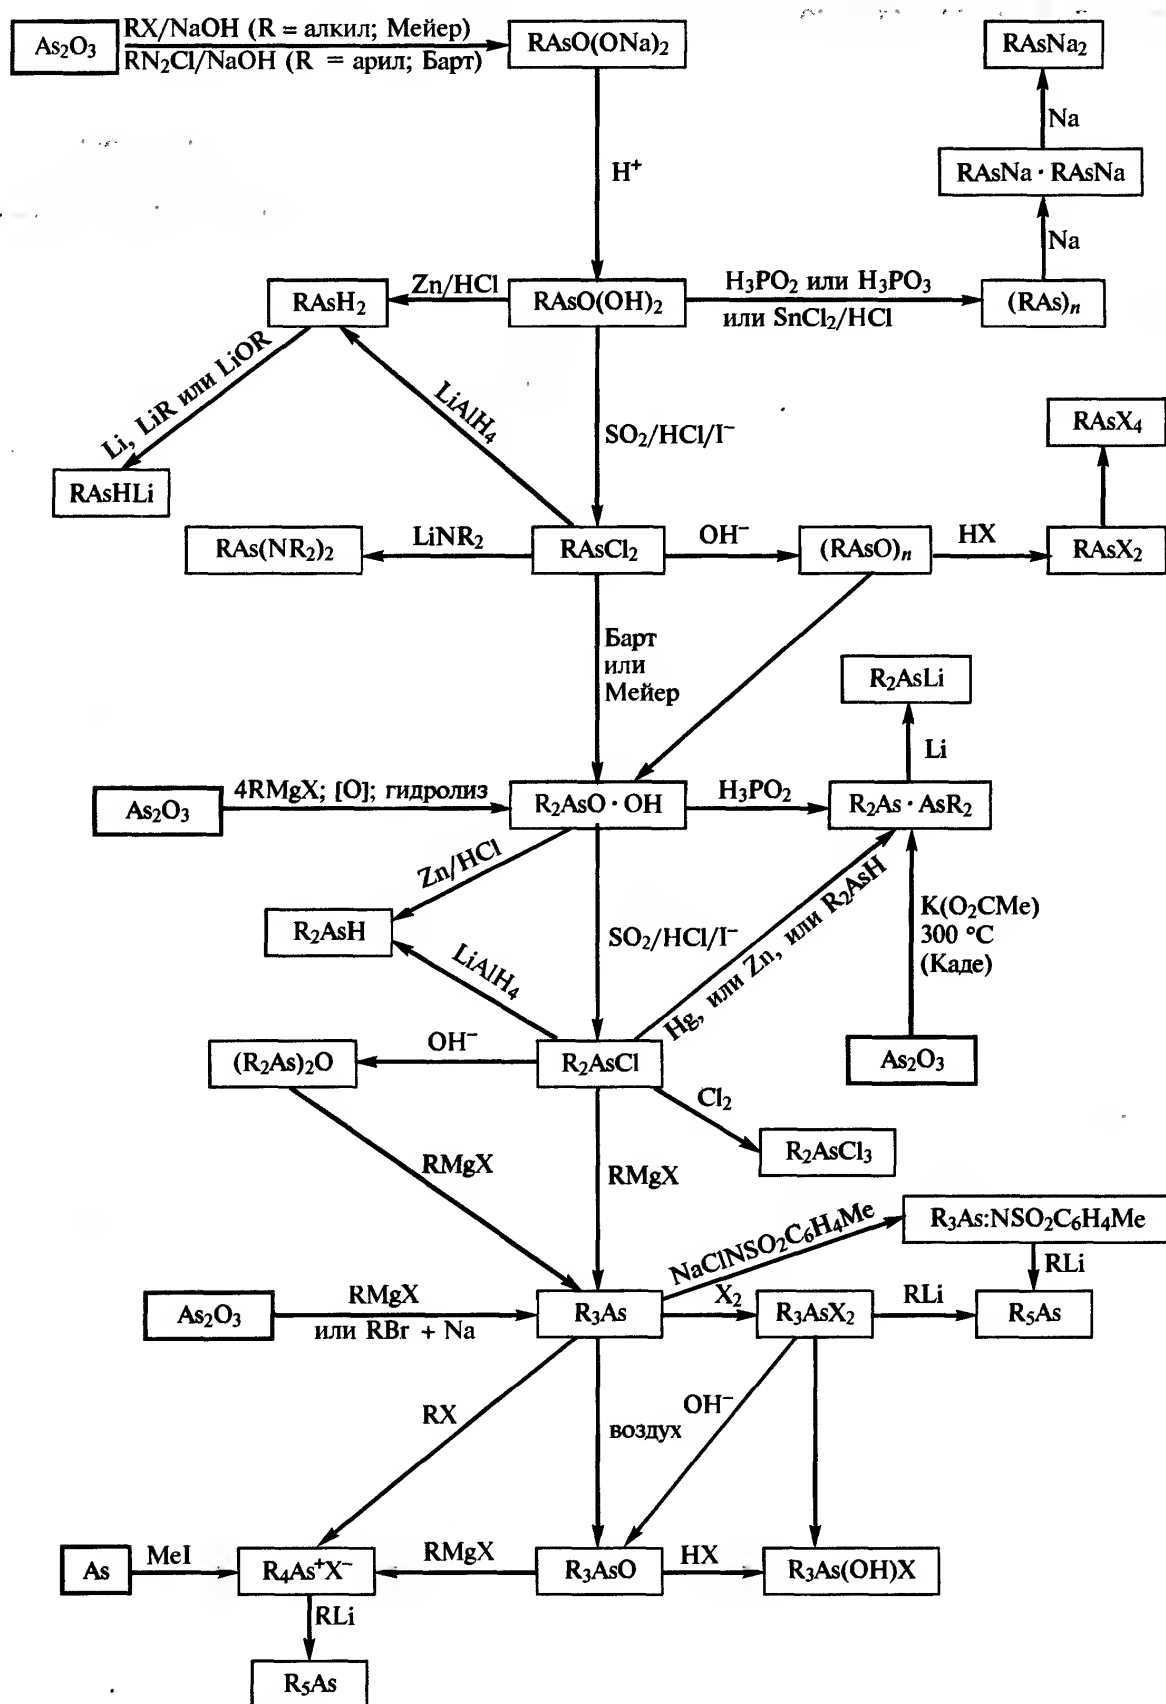 As₂O₃
RX/NaOH (R = алкил; Мейер)
RN₂Cl/NaOH (R = арил; Барт)
RAsO(ONa)₂
RAsNa₂
Na
RAsNa · RAsNa
H⁺
Na
RAsH₂
Zn/HCl
RAsO(OH)₂
H₃PO₂ или H₃PO₃
или SnCl₂/HCl
(RAs)ₙ
Li, LiR или LiOR
LiAlH₄
SO₂/HCl/I⁻
RAsX₄
RAsHLi
RAs(NR₂)₂
LiNR₂
RAsCl₂
OH⁻
(RAsO)ₙ
HX
RAsX₂
Барт
или
Мейер
R₂AsLi
Li
As₂O₃
4RMgX; [O]; гидролиз
R₂AsO · OH
H₃PO₂
R₂As · AsR₂
Zn/HCl
R₂AsH
LiAlH₄
SO₂/HCl/I⁻
Hg, или Zn, или R₂AsH
K(O₂CMe)
300 °C
(Каде)
(R₂As)₂O
OH⁻
R₂AsCl
As₂O₃
Cl₂
R₂AsCl₃
RMgX
RMgX
NaClNSO₂C₆H₄Me
R₃As:NSO₂C₆H₄Me
RLi
As₂O₃
RMgX
или RBr + Na
R₃As
X₂
R₃AsX₂
RLi
R₅As
RX
воздух
OH⁻
As
MeI
R₄As⁺X⁻
RMgX
R₃AsO
HX
R₃As(OH)X
RLi
R₅As